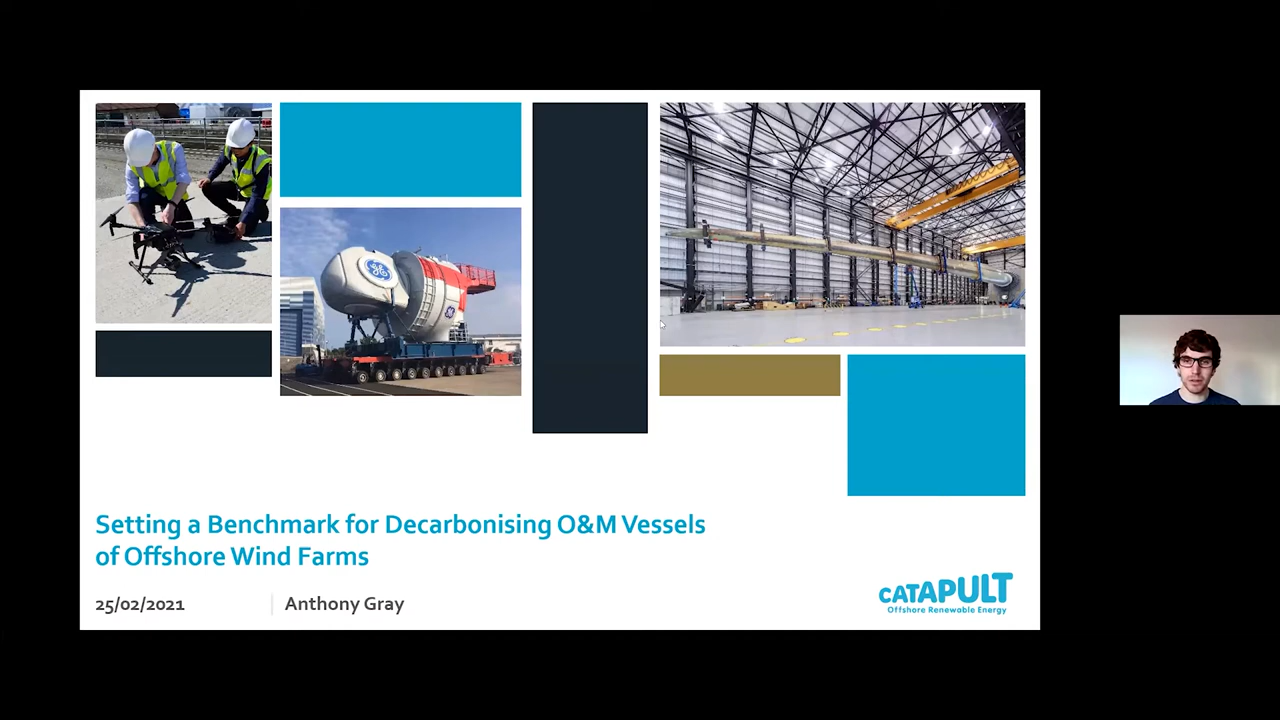 Setting a Benchmark for Decarbonising O&M Vessels
of Offshore Wind Farms
25/02/2021
Anthony Gray
CATAPULT
Offshore Renewable Energy